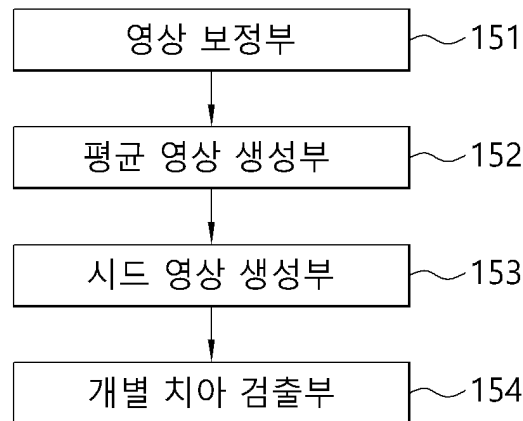 영상 보정부 151
평균 영상 생성부 152
시드 영상 생성부 153
개별 치아 검출부 154